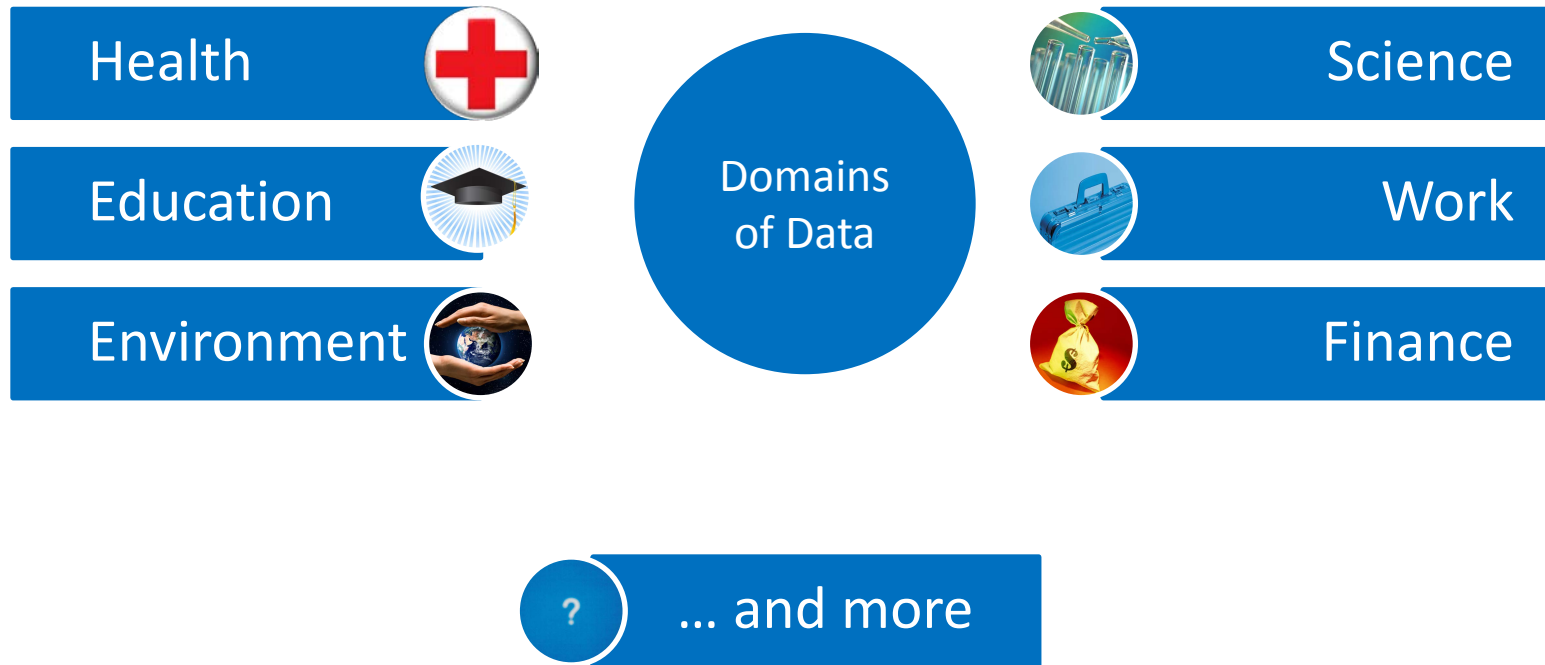 Health
Education
Environment
Domains
of Data
Science
Work
Finance
$
?
... and more